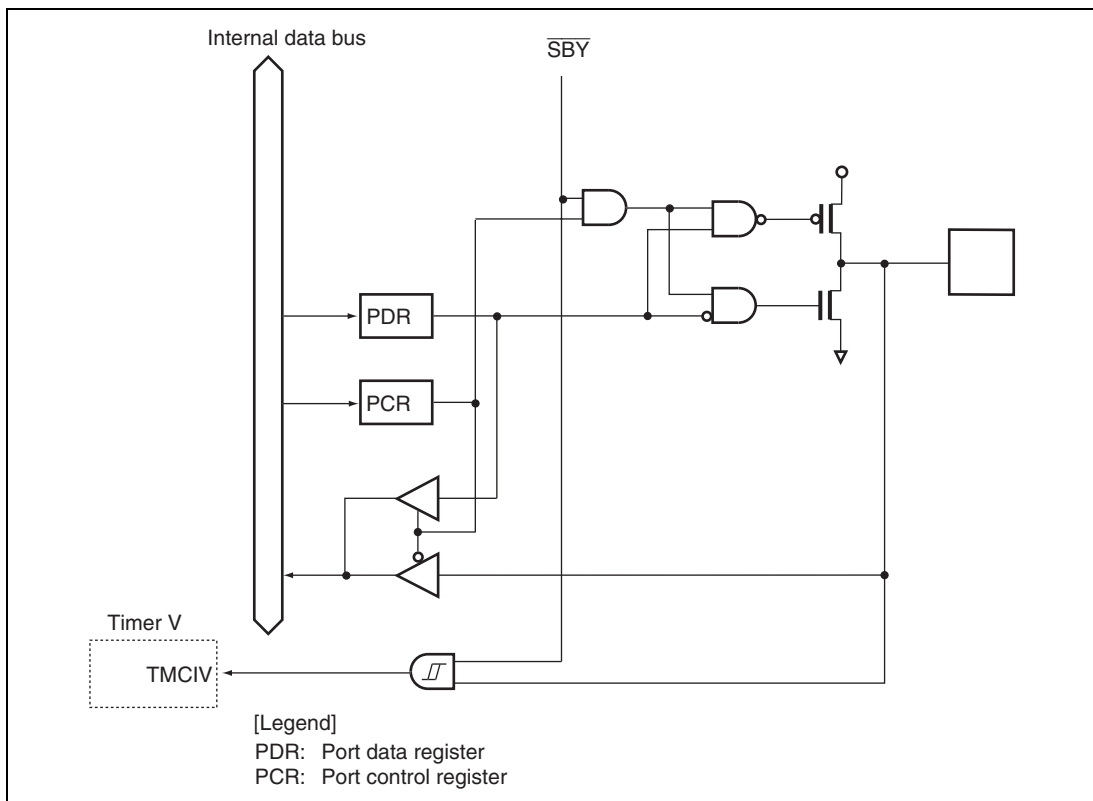 Internal data bus
SBY
PDR
PCR
Timer V
TMCIV
[Legend]
PDR: Port data register
PCR: Port control register